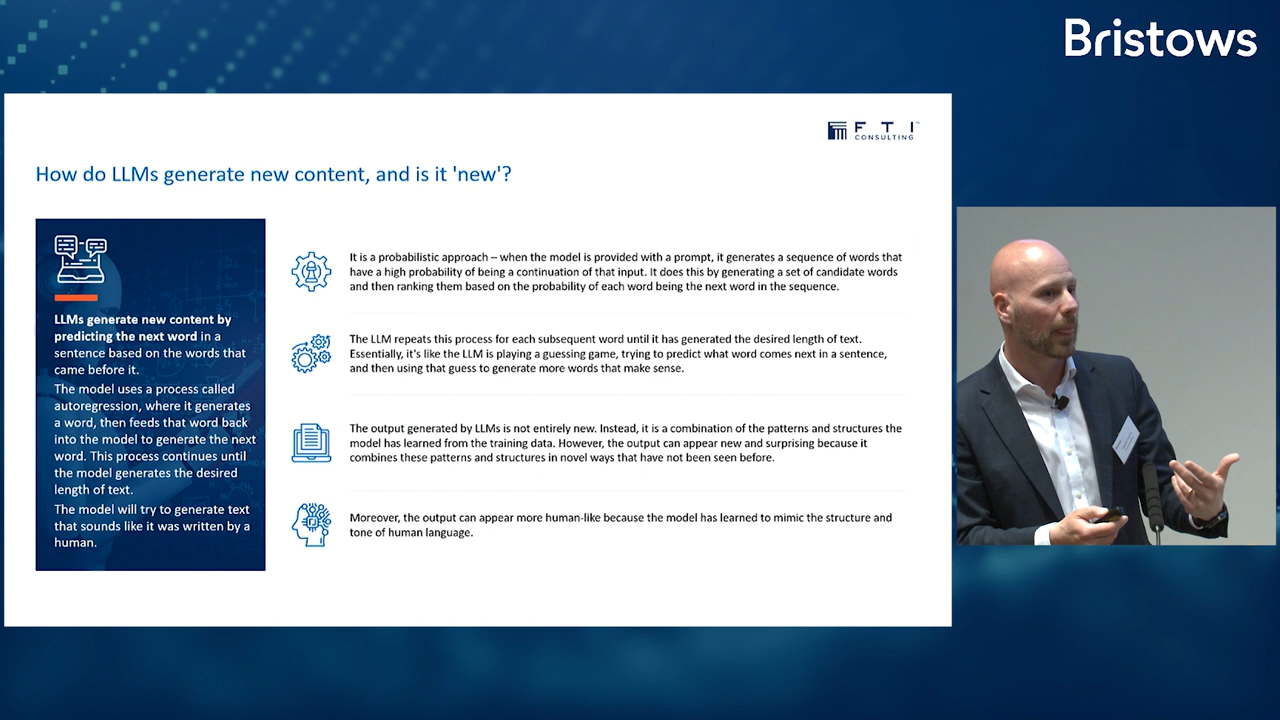 Bristows
FTI™
CONSULTING
How do LLMs generate new content, and is it 'new'?
LLMs generate new content by
predicting the next word in a
sentence based on the words that
came before it.
The model uses a process called
autoregression, where it generates
a word, then feeds that word back
into the model to generate the next
word. This process continues until
the model generates the desired
length of text.
The model will try to generate text
that sounds like it was written by a
human.
It is a probabilistic approach – when the model is provided with a prompt, it generates a sequence of words that
have a high probability of being a continuation of that input. It does this by generating a set of candidate words
and then ranking them based on the probability of each word being the next word in the sequence.
The LLM repeats this process for each subsequent word until it has generated the desired length of text.
Essentially, it's like the LLM is playing a guessing game, trying to predict what word comes next in a sentence,
and then using that guess to generate more words that make sense.
The output generated by LLMs is not entirely new. Instead, it is a combination of the patterns and structures the
model has learned from the training data. However, the output can appear new and surprising because it
combines these patterns and structures in novel ways that have not been seen before.
Moreover, the output can appear more human-like because the model has learned to mimic the structure and
tone of human language.